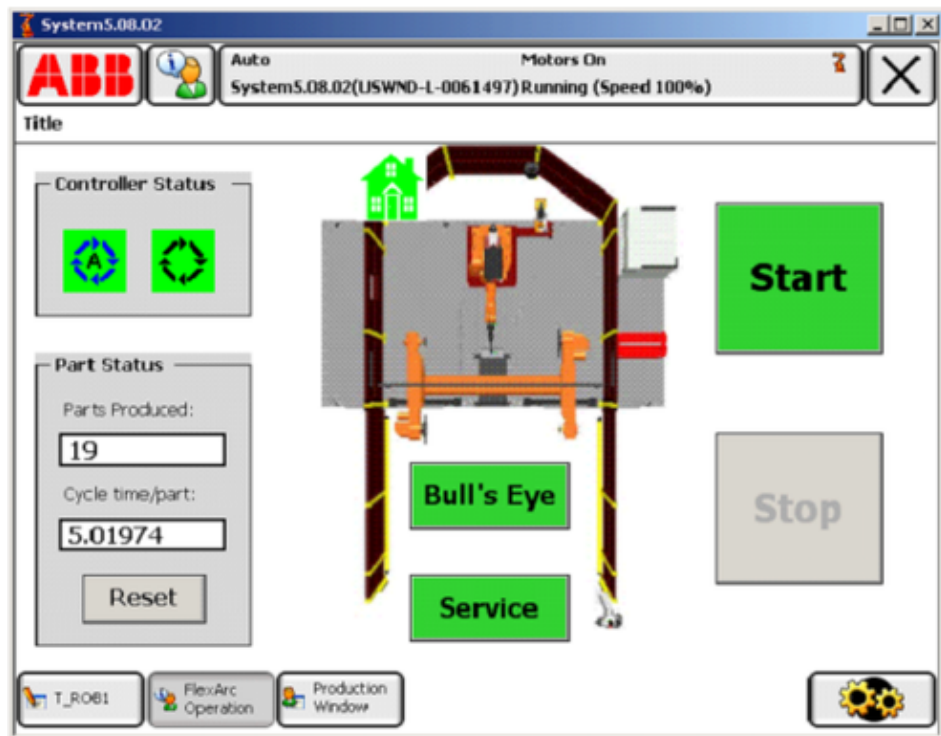 System5.08.02
ABB
Auto Motors On
System5.08.02(USWND-L-0061497) Running (Speed 100%)
Title
Controller Status
A
Start
Part Status
Parts Produced:
19
Cycle time/part:
5.01974
Reset
Bull's Eye
Service
Stop
T_ROB1
FlexArc
Operation
Production
Window